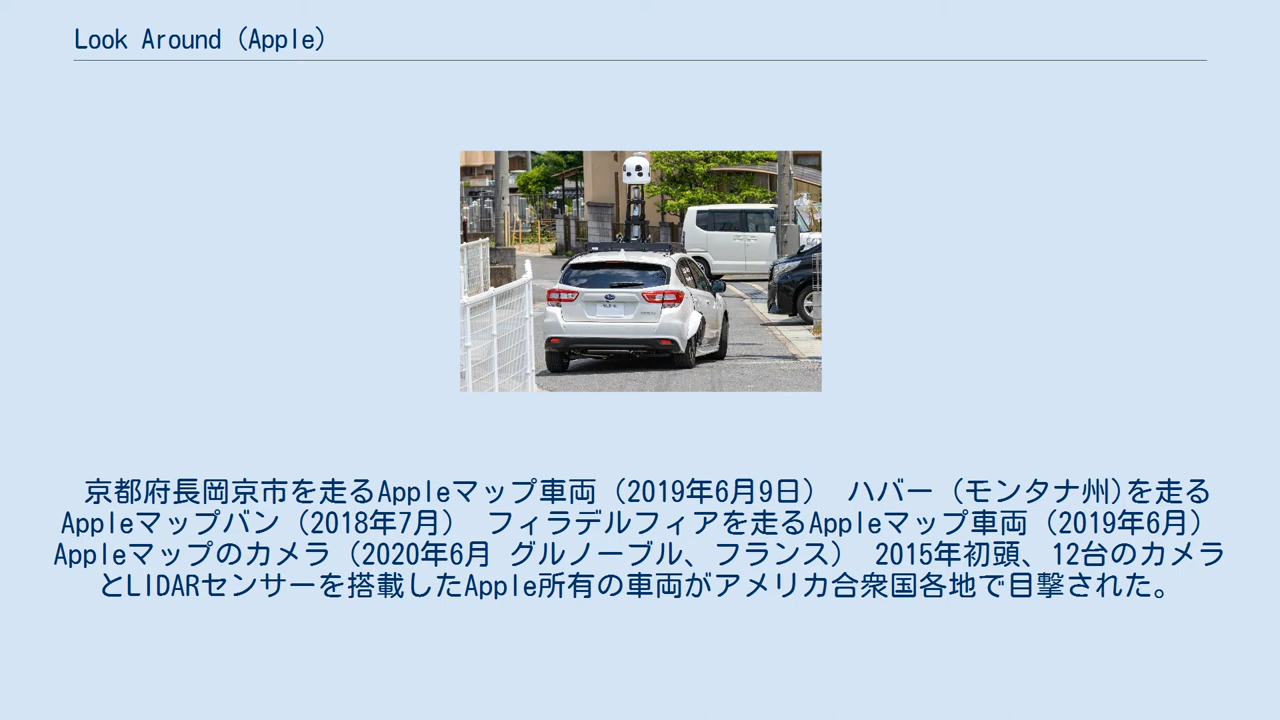 Look Around (Apple)
京都府長岡京市を走るAppleマップ車両（2019年6月9日） ハバー（モンタナ州)を走る
Appleマップバン（2018年7月） フィラデルフィアを走るAppleマップ車両（2019年6月）
Appleマップのカメラ（2020年6月 グルノーブル、フランス） 2015年初頭、12台のカメラ
とLIDARセンサーを搭載したApple所有の車両がアメリカ合衆国各地で目撃された。